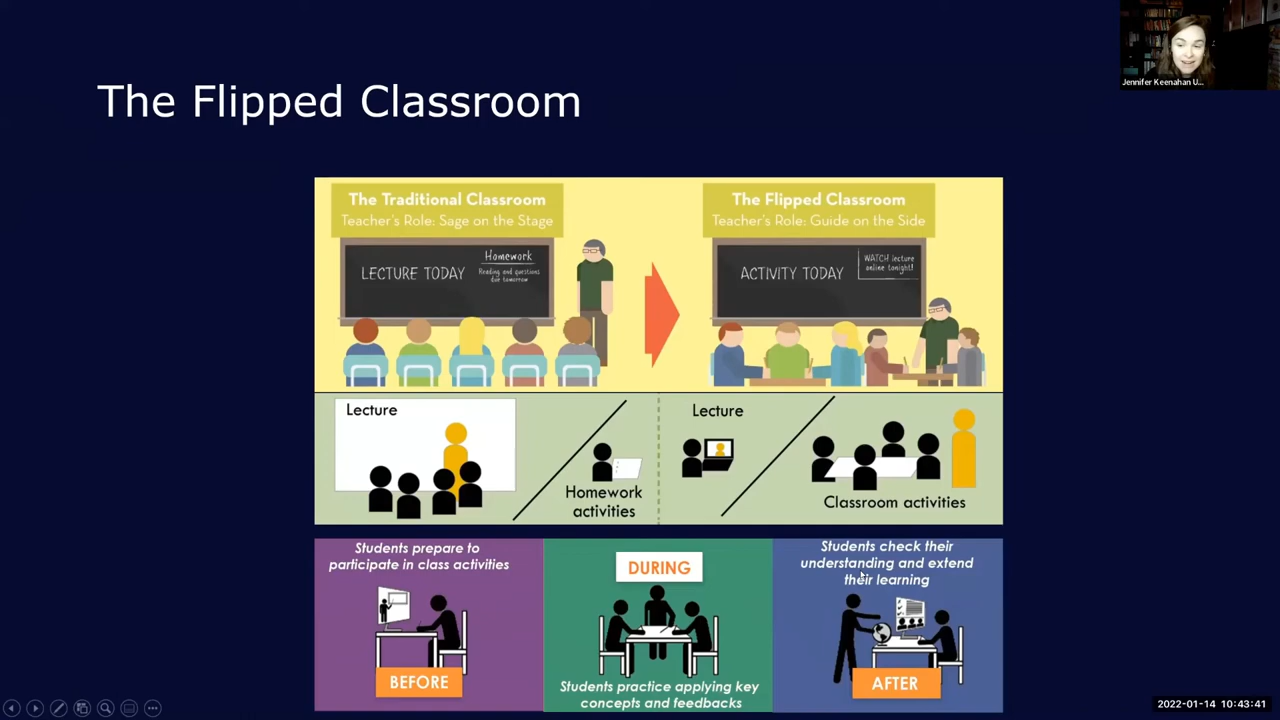 Jennifer Keenahan U...
The Flipped Classroom
The Traditional Classroom
Teacher's Role: Sage on the Stage
LECTURE TODAY
Homework
Reading and questions
due tomorrow
The Flipped Classroom
Teacher's Role: Guide on the Side
ACTIVITY TODAY
WATCH lecture
online tonight!
Lecture
Homework
activities
Lecture
Classroom activities
Students prepare to
participate in class activities
BEFORE
DURING
Students practice applying key
concepts and feedbacks
Students check their
understanding and extend
their learning
AFTER
2022-01-14 10:43:41